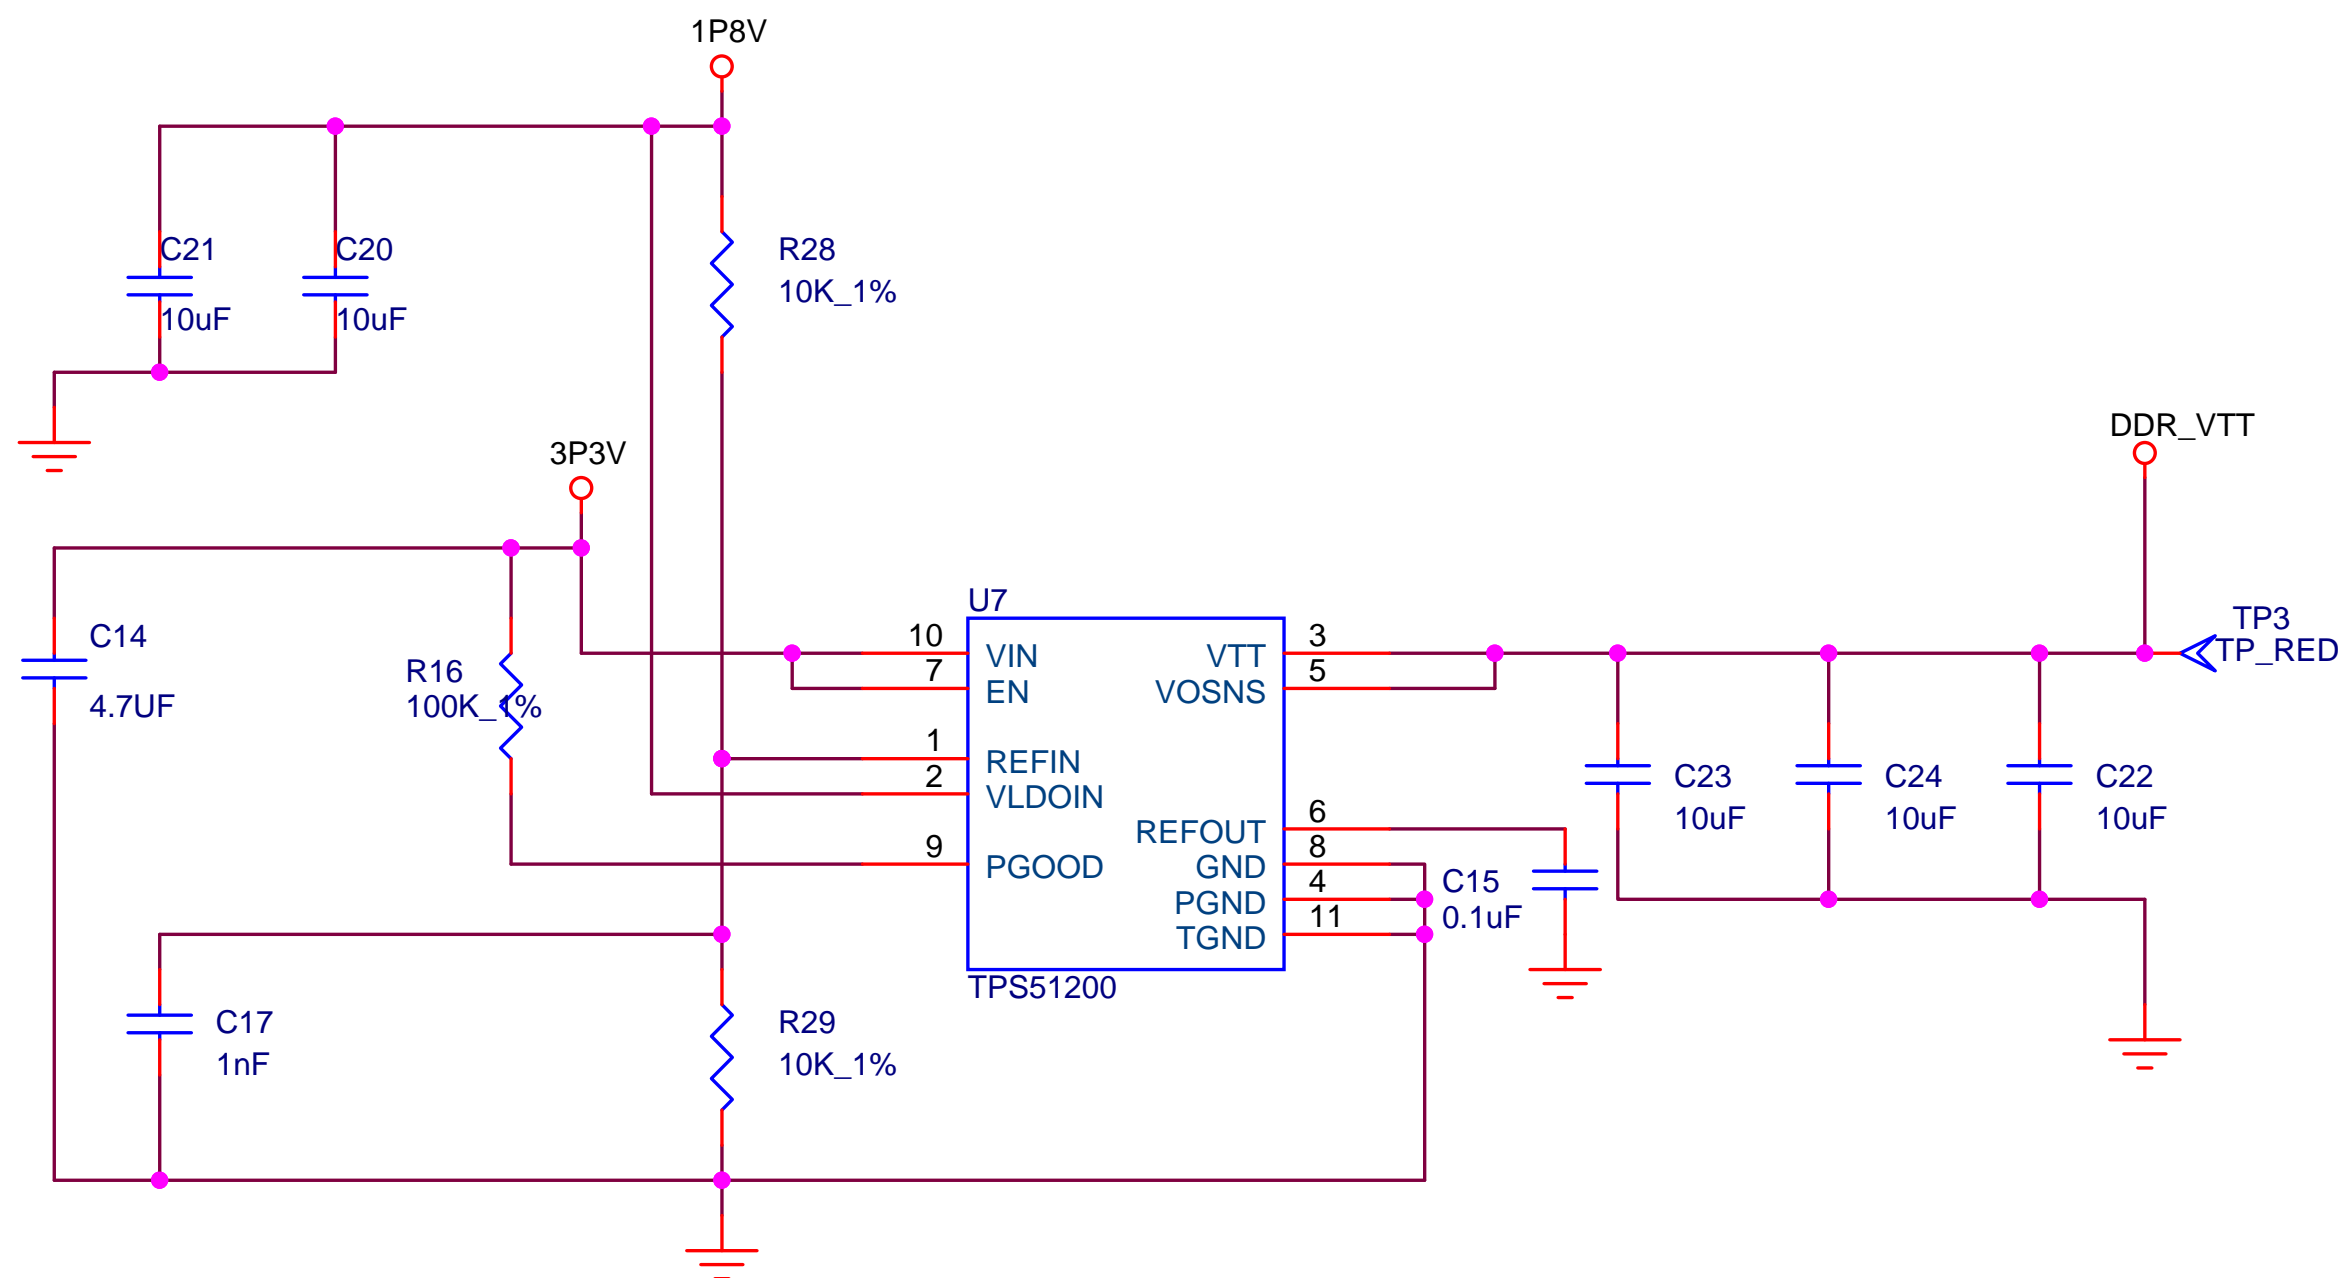 1P8V
C21
10uF
C20
10uF
R28
10K_1%
3P3V
DDR_VTT
C14
4.7UF
R16
100K_1%
U7
10
VIN
7
EN
1
REFIN
2
VLDOIN
9
PGOOD
VTT
3
VOSNS
5
REFOUT
6
GND
8
PGND
4
TGND
11
TPS51200
TP3
TP_RED
C23
10uF
C24
10uF
C22
10uF
C15
0.1uF
C17
1nF
R29
10K_1%